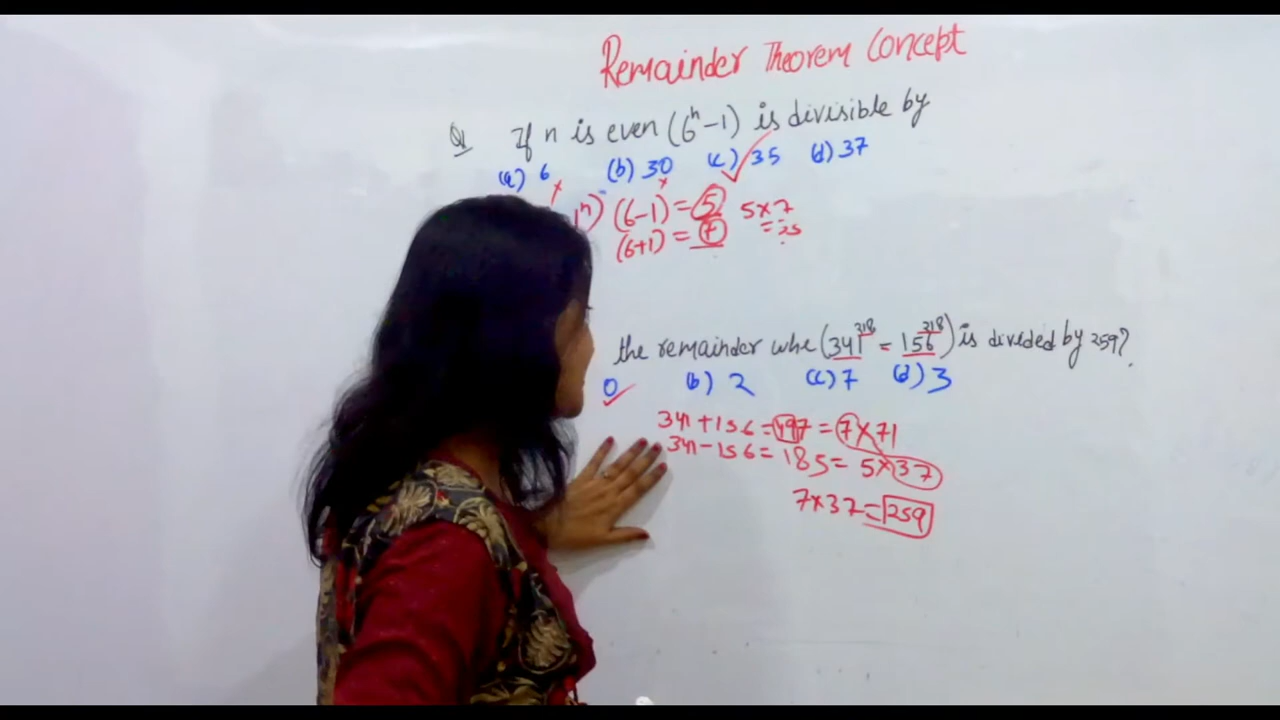 Remainder Theorem Concept
Q If n is even (6ⁿ-1) is divisible by
(a) 6 (b) 30 (c) 35 (d) 37
1ⁿ) (6-1) = 5 5×7
(6+1) = 7 = 35
the remainder whe (341³¹⁸ = 156³¹⁸) is divided by 259?
0 (b) 2 (c) 7 (d) 3
341+156=497 = 7×71
341-156= 185= 5×37
7×37=259